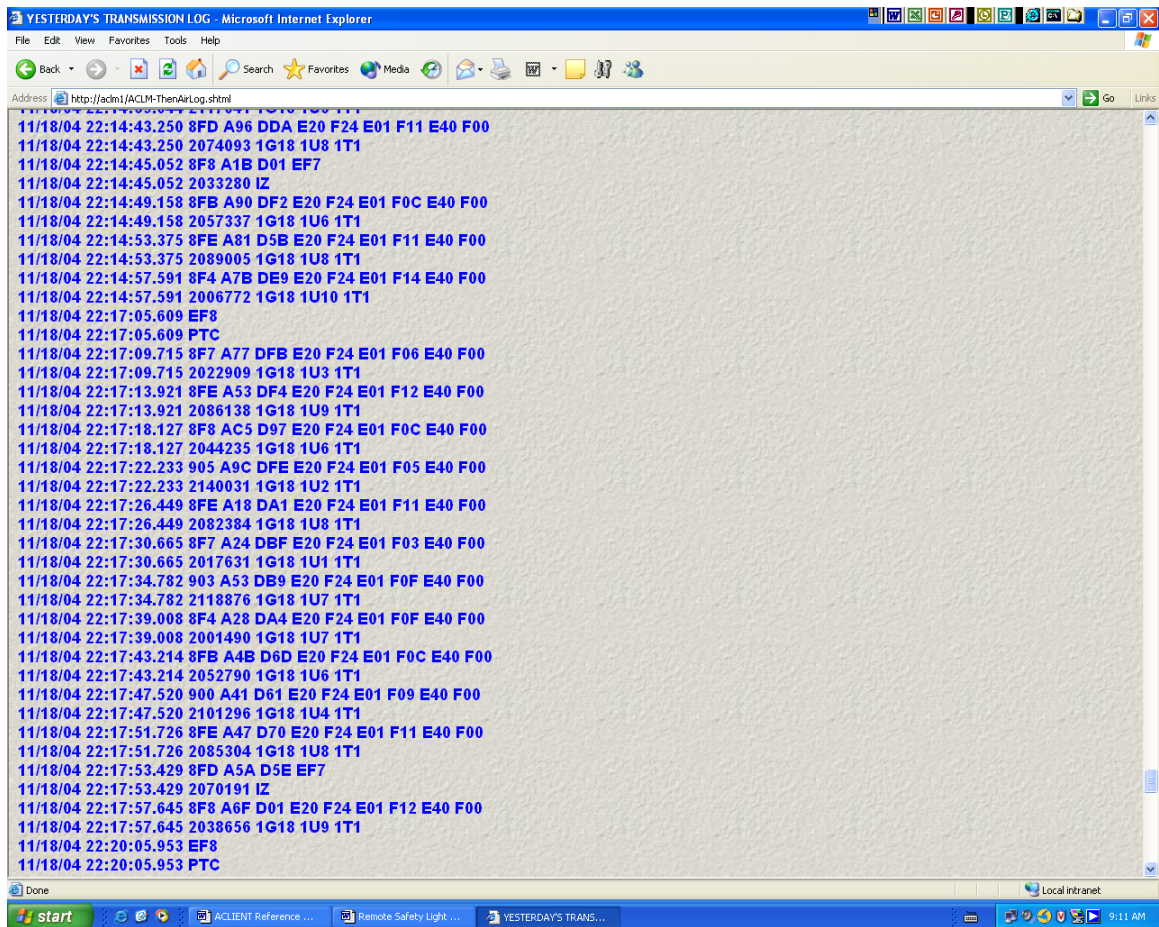 YESTERDAY'S TRANSMISSION LOG - Microsoft Internet Explorer
File Edit View Favorites Tools Help
Back Search Favorites Media
Address http://aclm1/ACLM-ThenAirLog.shtml Go Links
11/18/04 22:14:43.250 8FD A96 DDA E20 F24 E01 F11 E40 F00
11/18/04 22:14:43.250 2074093 1G18 1U8 1T1
11/18/04 22:14:45.052 8F8 A1B D01 EF7
11/18/04 22:14:45.052 2033280 IZ
11/18/04 22:14:49.158 8FB A90 DF2 E20 F24 E01 F0C E40 F00
11/18/04 22:14:49.158 2057337 1G18 1U6 1T1
11/18/04 22:14:53.375 8FE A81 D5B E20 F24 E01 F11 E40 F00
11/18/04 22:14:53.375 2089005 1G18 1U8 1T1
11/18/04 22:14:57.591 8F4 A7B DE9 E20 F24 E01 F14 E40 F00
11/18/04 22:14:57.591 2006772 1G18 1U10 1T1
11/18/04 22:17:05.609 EF8
11/18/04 22:17:05.609 PTC
11/18/04 22:17:09.715 8F7 A77 DFB E20 F24 E01 F06 E40 F00
11/18/04 22:17:09.715 2022909 1G18 1U3 1T1
11/18/04 22:17:13.921 8FE A53 DF4 E20 F24 E01 F12 E40 F00
11/18/04 22:17:13.921 2086138 1G18 1U9 1T1
11/18/04 22:17:18.127 8F8 AC5 D97 E20 F24 E01 F0C E40 F00
11/18/04 22:17:18.127 2044235 1G18 1U6 1T1
11/18/04 22:17:22.233 905 A9C DFE E20 F24 E01 F05 E40 F00
11/18/04 22:17:22.233 2140031 1G18 1U2 1T1
11/18/04 22:17:26.449 8FE A18 DA1 E20 F24 E01 F11 E40 F00
11/18/04 22:17:26.449 2082384 1G18 1U8 1T1
11/18/04 22:17:30.665 8F7 A24 DBF E20 F24 E01 F03 E40 F00
11/18/04 22:17:30.665 2017631 1G18 1U1 1T1
11/18/04 22:17:34.782 903 A53 DB9 E20 F24 E01 F0F E40 F00
11/18/04 22:17:34.782 2118876 1G18 1U7 1T1
11/18/04 22:17:39.008 8F4 A28 DA4 E20 F24 E01 F0F E40 F00
11/18/04 22:17:39.008 2001490 1G18 1U7 1T1
11/18/04 22:17:43.214 8FB A4B D6D E20 F24 E01 F0C E40 F00
11/18/04 22:17:43.214 2052790 1G18 1U6 1T1
11/18/04 22:17:47.520 900 A41 D61 E20 F24 E01 F09 E40 F00
11/18/04 22:17:47.520 2101296 1G18 1U4 1T1
11/18/04 22:17:51.726 8FE A47 D70 E20 F24 E01 F11 E40 F00
11/18/04 22:17:51.726 2085304 1G18 1U8 1T1
11/18/04 22:17:53.429 8FD A5A D5E EF7
11/18/04 22:17:53.429 2070191 IZ
11/18/04 22:17:57.645 8F8 A6F D01 E20 F24 E01 F12 E40 F00
11/18/04 22:17:57.645 2038656 1G18 1U9 1T1
11/18/04 22:20:05.953 EF8
11/18/04 22:20:05.953 PTC
Done Local intranet
start ACLIENT Reference ... Remote Safety Light ... YESTERDAY'S TRANS... 9:11 AM